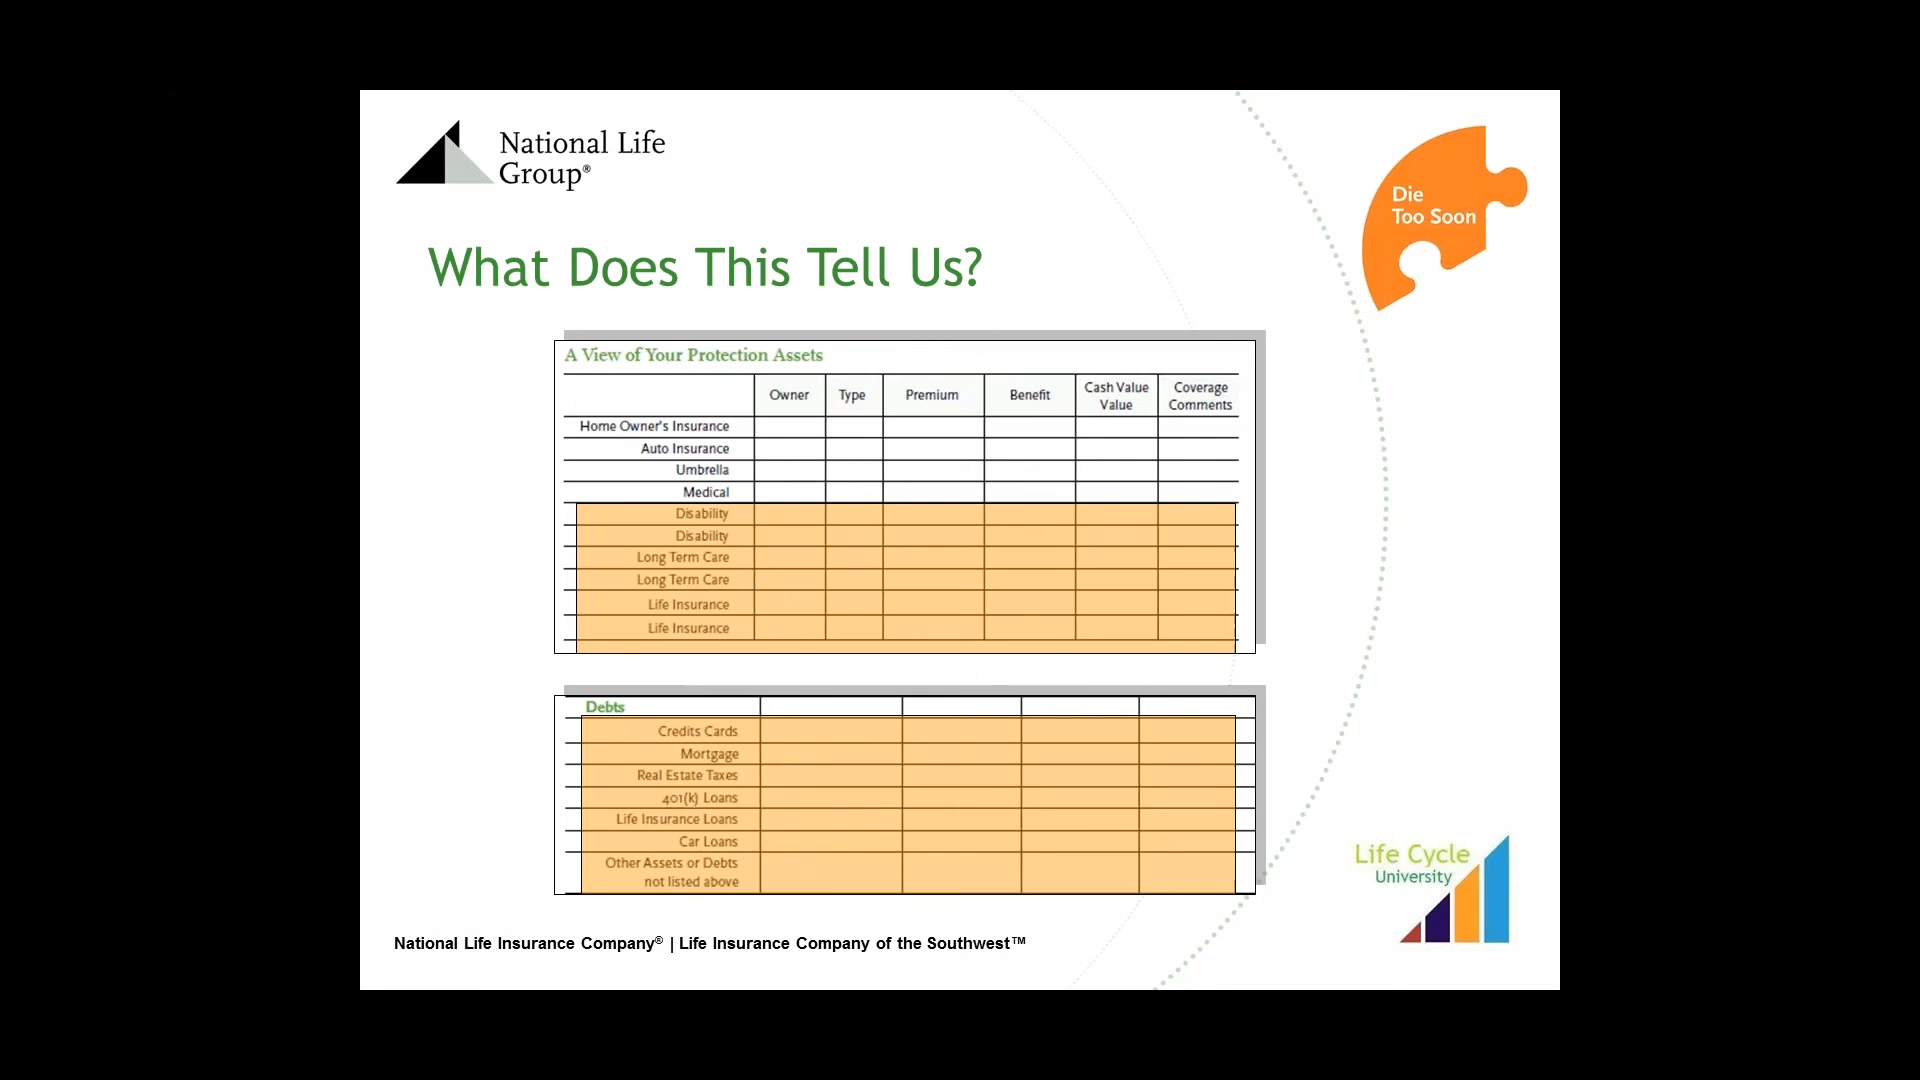 National Life
Group®
Die
Too Soon
What Does This Tell Us?
A View of Your Protection Assets
Owner Type Premium Benefit Cash Value Value Coverage Comments
Home Owner's Insurance
Auto Insurance
Umbrella
Medical
Disability
Disability
Long Term Care
Long Term Care
Life Insurance
Life Insurance
Debts
Credits Cards
Mortgage
Real Estate Taxes
401(k) Loans
Life Insurance Loans
Car Loans
Other Assets or Debts
not listed above
Life Cycle
University
National Life Insurance Company® | Life Insurance Company of the Southwest™